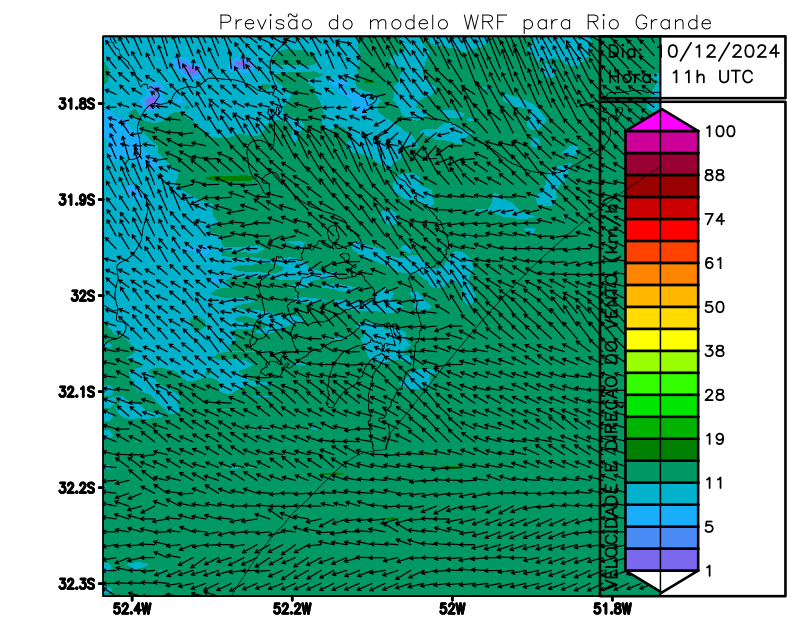 Previsão do modelo WRF para Rio Grande
Dia: 10/12/2024
Hora: 11h UTC
VELOCIDADE E DIREÇÃO DO VENTO (km/h)
100
88
74
61
50
38
28
19
11
5
1
31.8S
31.9S
32S
32.1S
32.2S
32.3S
52.4W
52.2W
52W
51.8W